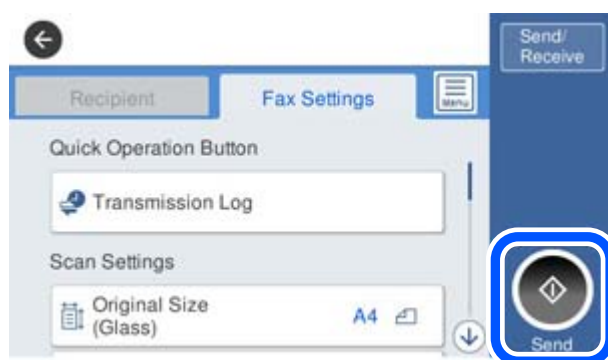 Send/
Receive
Recipient
Fax Settings
Menu
Quick Operation Button
Transmission Log
Scan Settings
Original Size
(Glass)
A4
Send